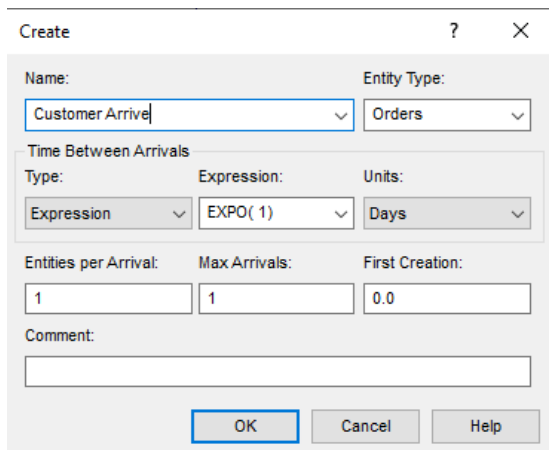 Create ?
Name: Entity Type:
Customer Arrive Orders
Time Between Arrivals
Type: Expression: Units:
Expression EXPO( 1) Days
Entities per Arrival: Max Arrivals: First Creation:
1 1 0.0
Comment:
OK Cancel Help